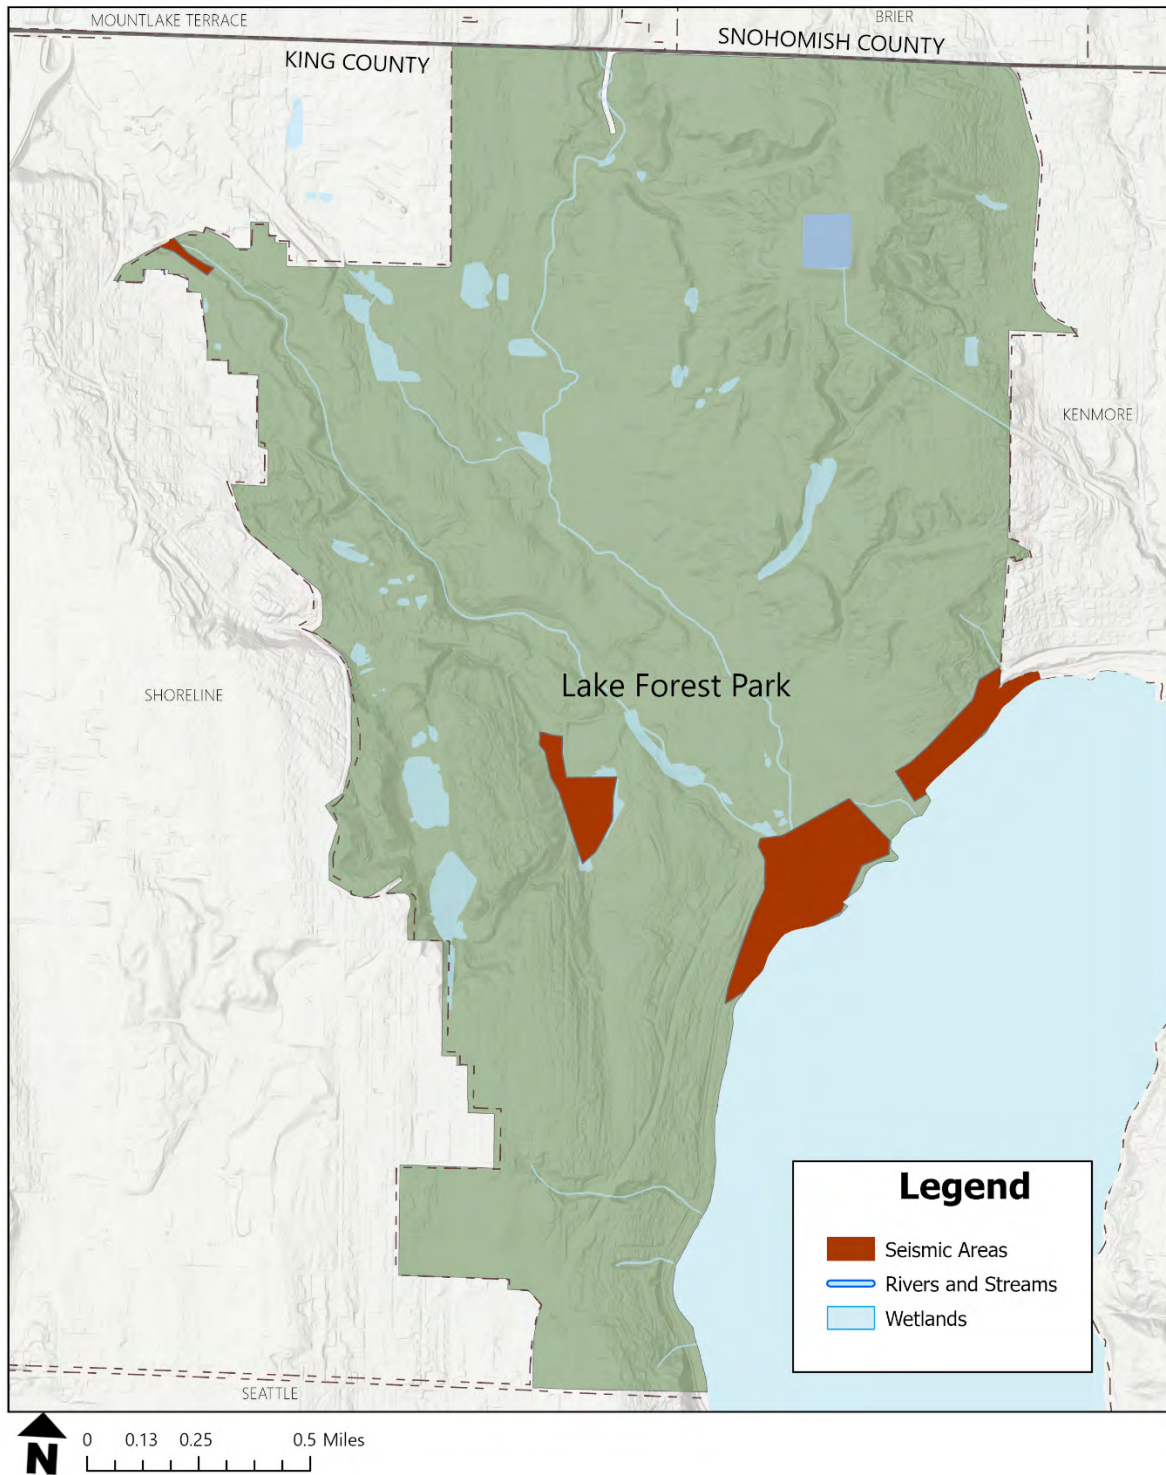 MOUNTLAKE TERRACE
BRIER
SNOHOMISH COUNTY
KING COUNTY
KENMORE
Lake Forest Park
SHORELINE
Legend
Seismic Areas
Rivers and Streams
Wetlands
SEATTLE
N
0 0.13 0.25 0.5 Miles